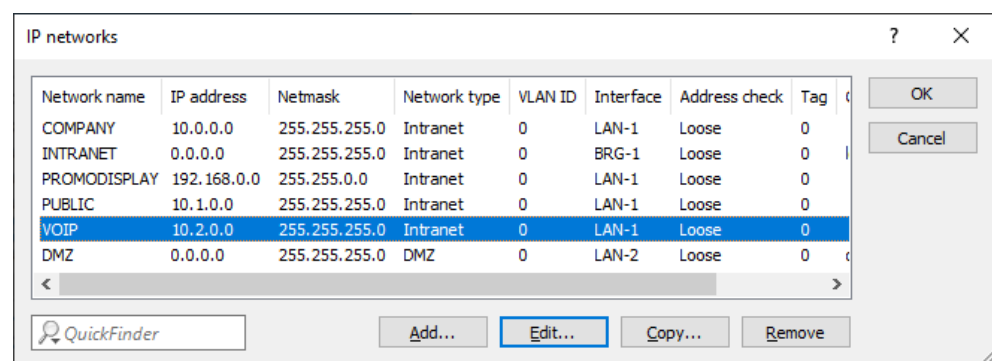 IP networks ? ×
Network name IP address Netmask Network type VLAN ID Interface Address check Tag
COMPANY 10.0.0.0 255.255.255.0 Intranet 0 LAN-1 Loose 0
INTRANET 0.0.0.0 255.255.255.0 Intranet 0 BRG-1 Loose 0
PROMODISPLAY 192.168.0.0 255.255.0.0 Intranet 0 LAN-1 Loose 0
PUBLIC 10.1.0.0 255.255.255.0 Intranet 0 LAN-1 Loose 0
VOIP 10.2.0.0 255.255.255.0 Intranet 0 LAN-1 Loose 0
DMZ 0.0.0.0 255.255.255.0 DMZ 0 LAN-2 Loose 0
OK
Cancel
QuickFinder Add... Edit... Copy... Remove